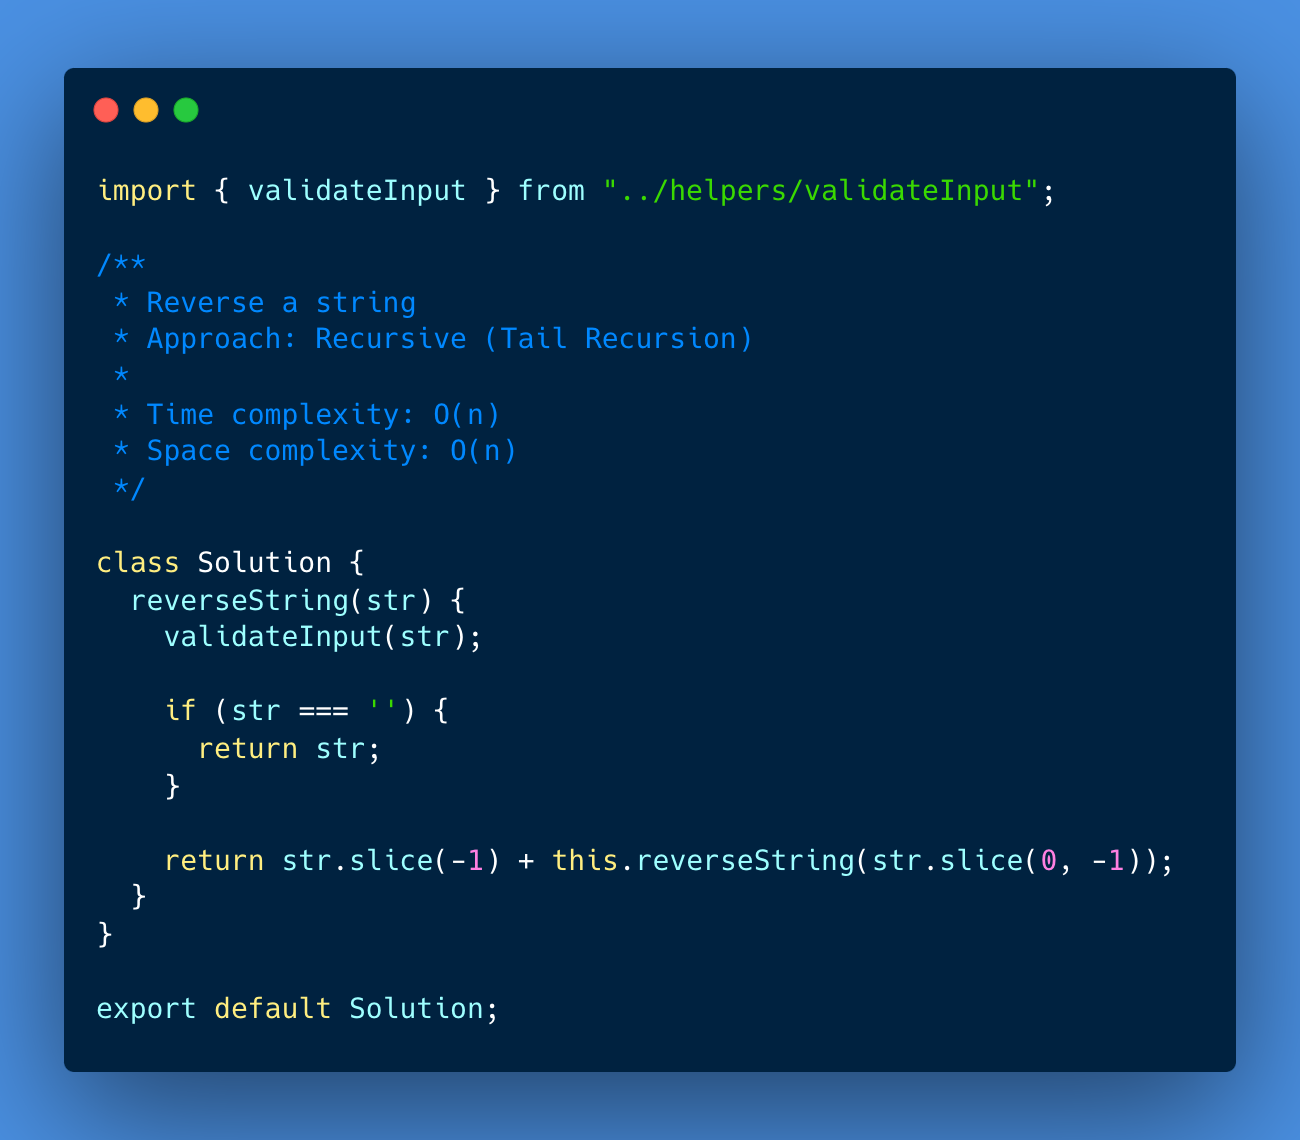 import { validateInput } from "../helpers/validateInput";

/**
 * Reverse a string
 * Approach: Recursive (Tail Recursion)
 *
 * Time complexity: O(n)
 * Space complexity: O(n)
 */

class Solution {
  reverseString(str) {
    validateInput(str);

    if (str === '') {
      return str;
    }

    return str.slice(-1) + this.reverseString(str.slice(0, -1));
  }
}

export default Solution;